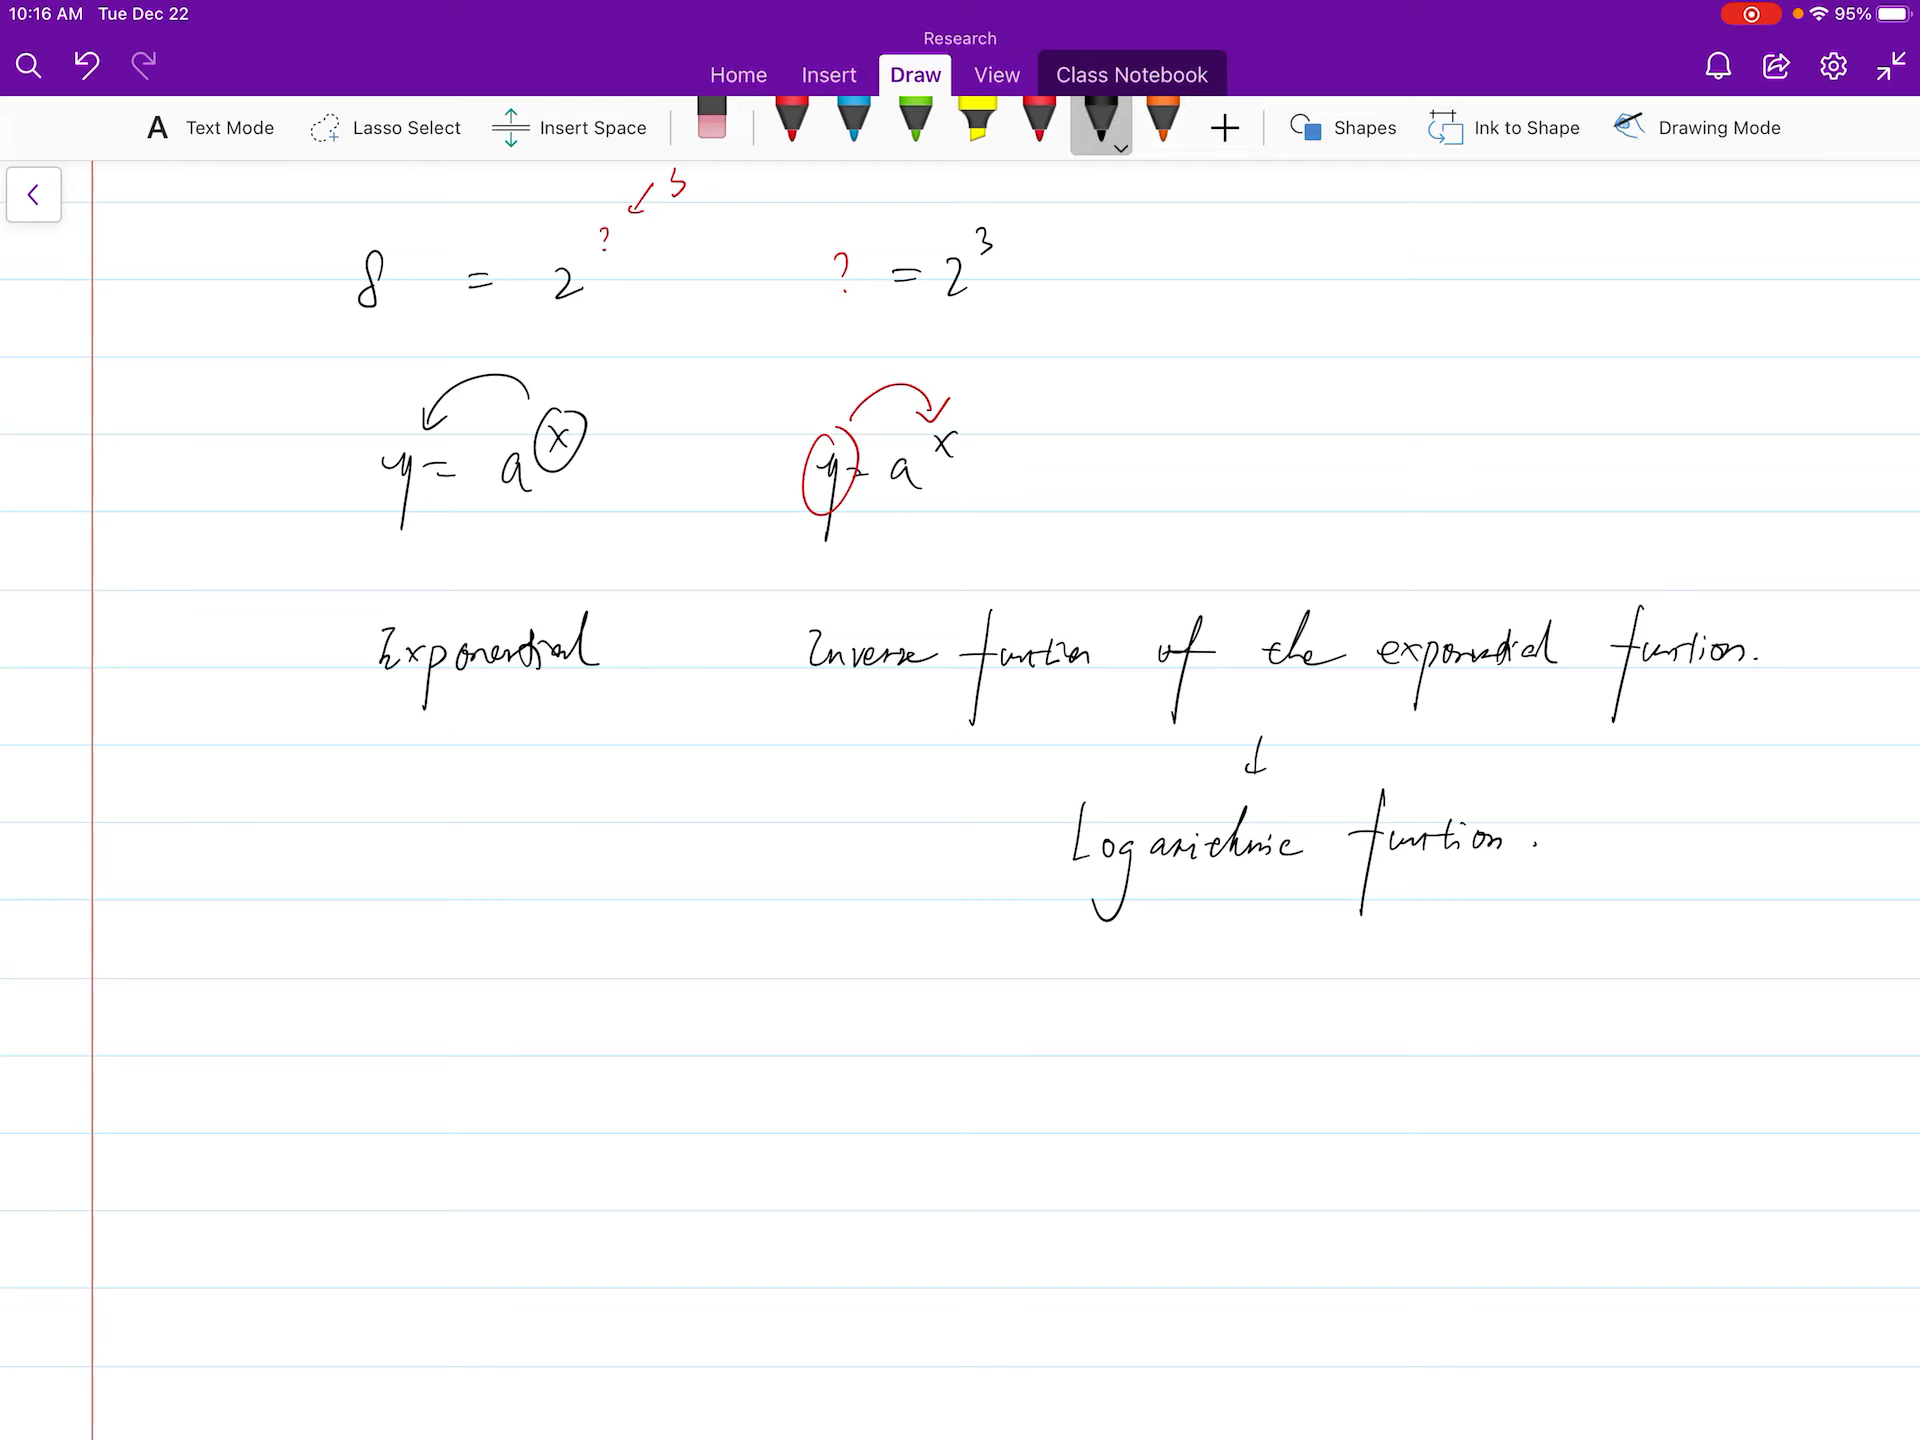 10:16 AM Tue Dec 22 95%
Research
Home Insert Draw View Class Notebook
A Text Mode Lasso Select Insert Space Shapes Ink to Shape Drawing Mode
3
8 = 2^? ? = 2^3
y = a^x y = a^x
Exponential Inverse function of the exponential function.
↓
Logarithmic function.